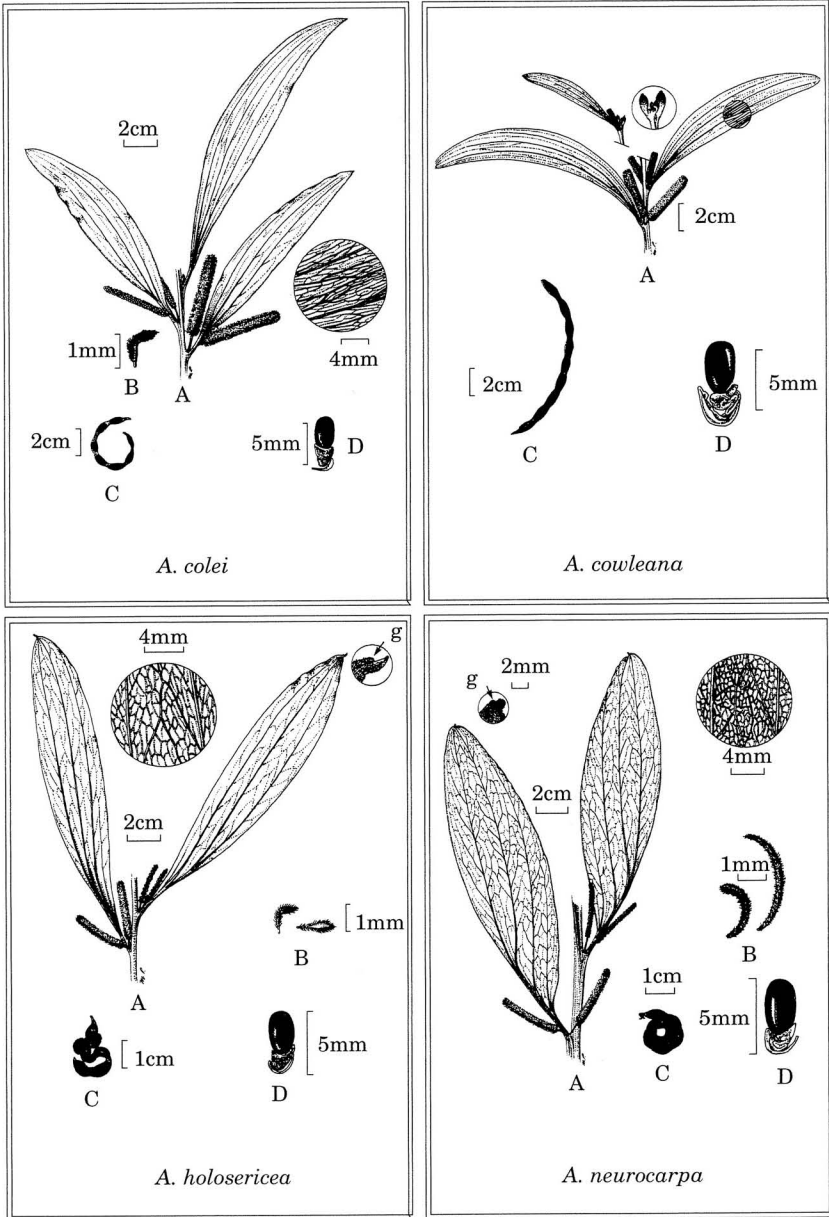 2cm
4mm
1mm
B
A
2cm
C
5mm
D
A. colei
2cm
A
2cm
C
5mm
D
A. cowleana
4mm
g
2cm
1mm
B
A
1cm
C
5mm
D
A. holosericea
g
2mm
4mm
2cm
1mm
B
1cm
5mm
A
C
D
A. neurocarpa